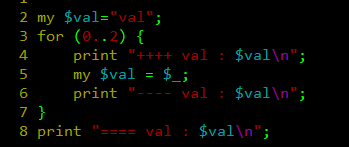 1
2 my $val="val";
3 for (0..2) {
4     print "++++ val : $val\n";
5     my $val = $_;
6     print "---- val : $val\n";
7 }
8 print "==== val : $val\n";